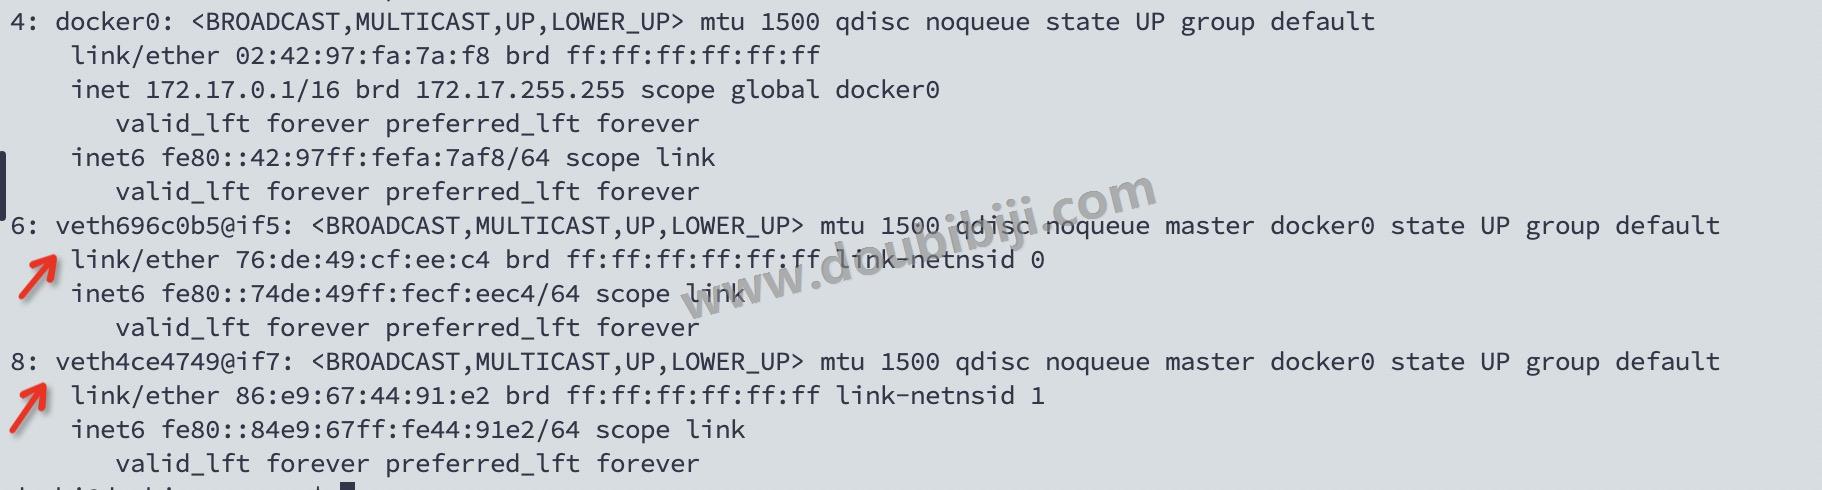 4: docker0: <BROADCAST,MULTICAST,UP,LOWER_UP> mtu 1500 qdisc noqueue state UP group default
link/ether 02:42:97:fa:7a:f8 brd ff:ff:ff:ff:ff:ff
inet 172.17.0.1/16 brd 172.17.255.255 scope global docker0
valid_lft forever preferred_lft forever
inet6 fe80::42:97ff:fefa:7af8/64 scope link
valid_lft forever preferred_lft forever
6: veth696c0b5@if5: <BROADCAST,MULTICAST,UP,LOWER_UP> mtu 1500 qdisc noqueue master docker0 state UP group default
link/ether 76:de:49:cf:ee:c4 brd ff:ff:ff:ff:ff:ff link-netnsid 0
inet6 fe80::74de:49ff:fecf:eec4/64 scope link
valid_lft forever preferred_lft forever
8: veth4ce4749@if7: <BROADCAST,MULTICAST,UP,LOWER_UP> mtu 1500 qdisc noqueue master docker0 state UP group default
link/ether 86:e9:67:44:91:e2 brd ff:ff:ff:ff:ff:ff link-netnsid 1
inet6 fe80::84e9:67ff:fe44:91e2/64 scope link
valid_lft forever preferred_lft forever
www.doubibiji.com